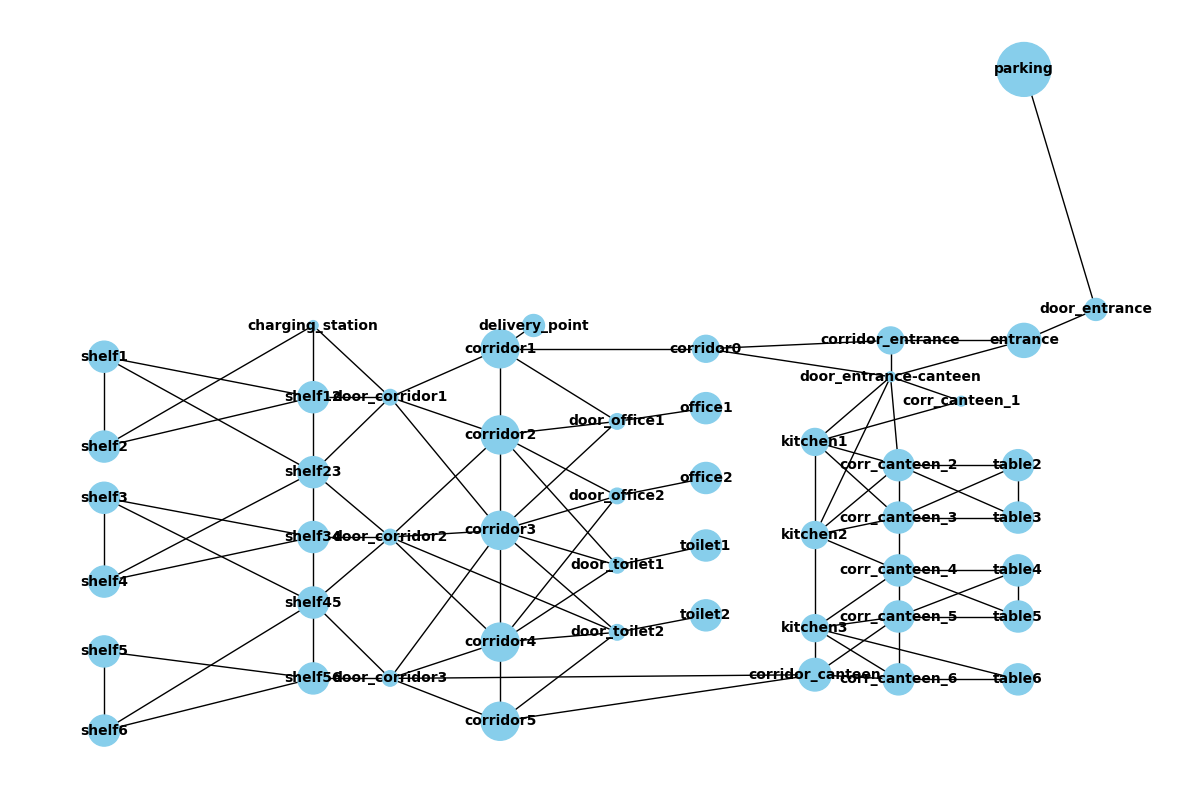 parking
door_entrance
charging_station
delivery_point
corridor_entrance
entrance
corridor1
corridor0
shelf1
door_entrance-canteen
shelf12
door_corridor1
corr_canteen_1
office1
door_office1
corridor2
kitchen1
shelf2
corr_canteen_2
table2
shelf23
office2
shelf3
door_office2
corr_canteen_3
table3
corridor3
kitchen2
shelf34
door_corridor2
toilet1
door_toilet1
corr_canteen_4
table4
shelf4
shelf45
toilet2
corr_canteen_5
table5
kitchen3
door_toilet2
corridor4
shelf5
corridor_canteen
shelf56
door_corridor3
corr_canteen_6
table6
corridor5
shelf6